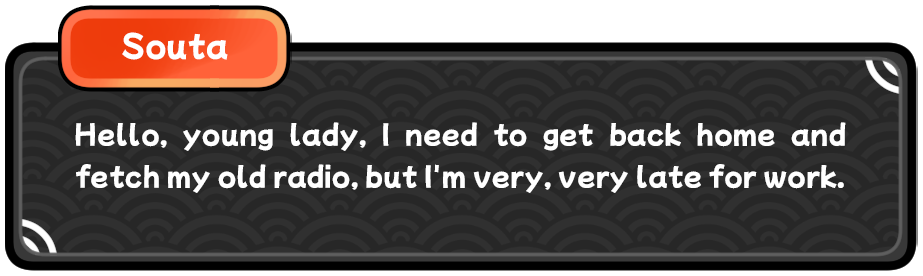 Souta
Hello, young lady, I need to get back home and
fetch my old radio, but I'm very, very late for work.